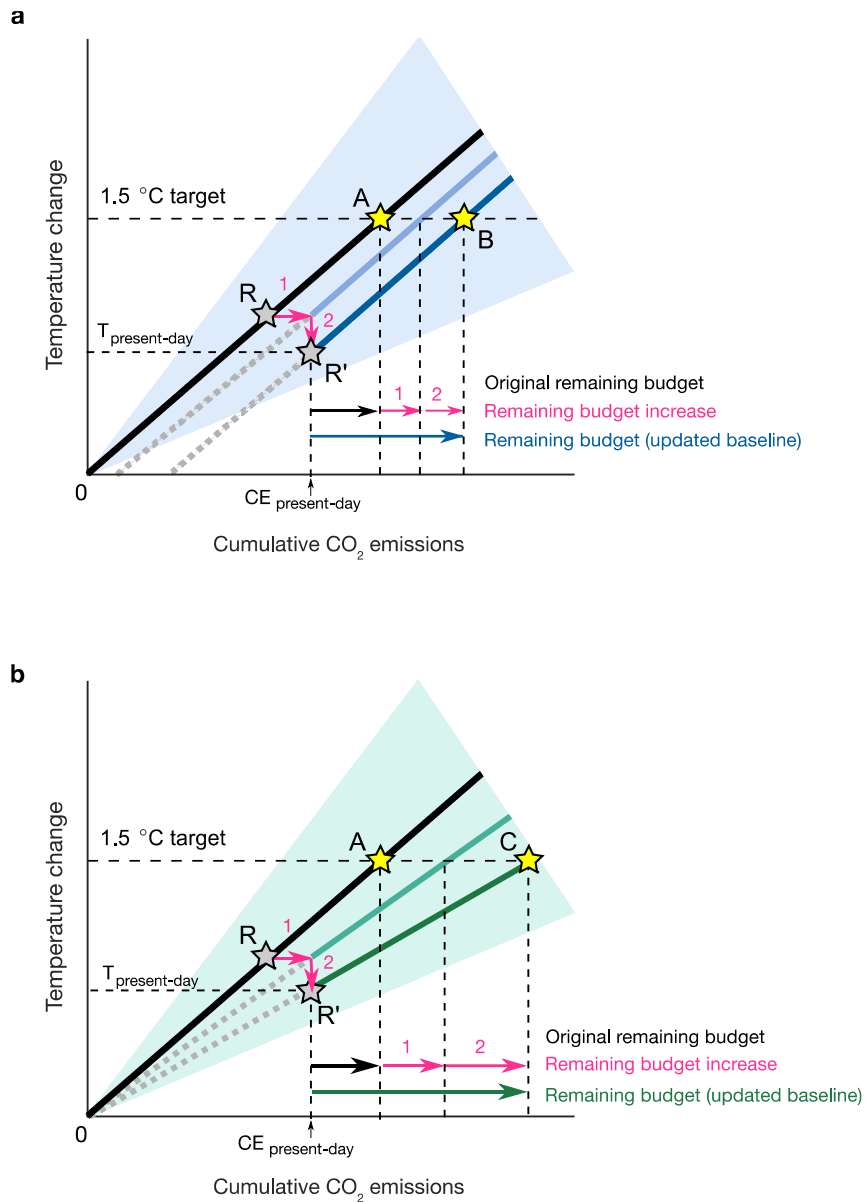 a
Temperature change
1.5 °C target
A
B
R
1
2
T present-day
R'
Original remaining budget
1
2
Remaining budget increase
Remaining budget (updated baseline)
0
CE present-day
Cumulative CO2 emissions
b
Temperature change
1.5 °C target
A
C
R
1
2
T present-day
R'
Original remaining budget
1
2
Remaining budget increase
Remaining budget (updated baseline)
0
CE present-day
Cumulative CO2 emissions